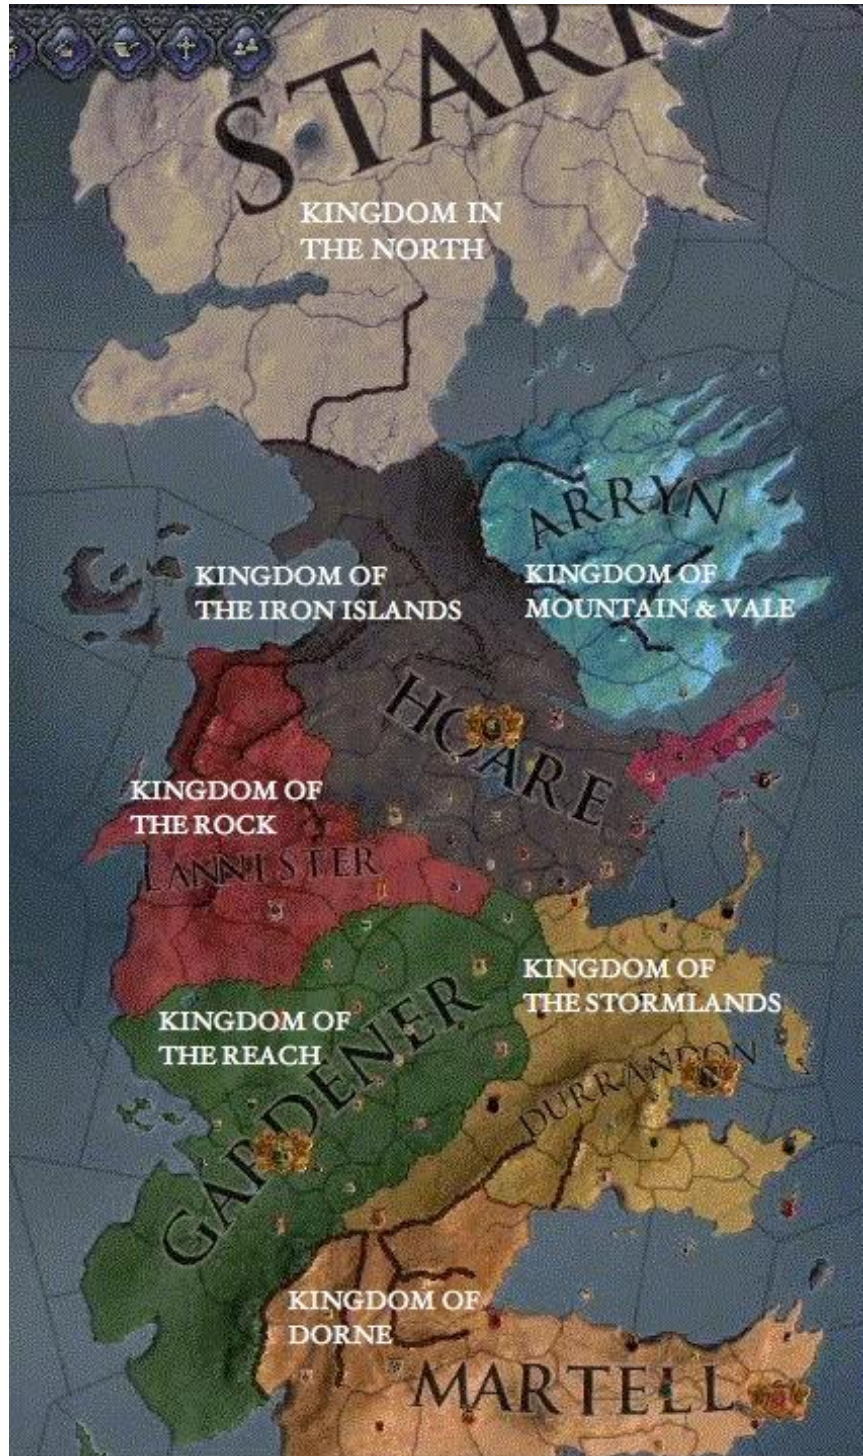 STARK
KINGDOM IN
THE NORTH
ARRYN
KINGDOM OF
THE IRON ISLANDS
KINGDOM OF
MOUNTAIN & VALE
HOARE
KINGDOM OF
THE ROCK
LANNISTER
KINGDOM OF
THE STORMLANDS
KINGDOM OF
THE REACH
GARDENER
DURRANDON
KINGDOM OF
DORNE
MARTELL